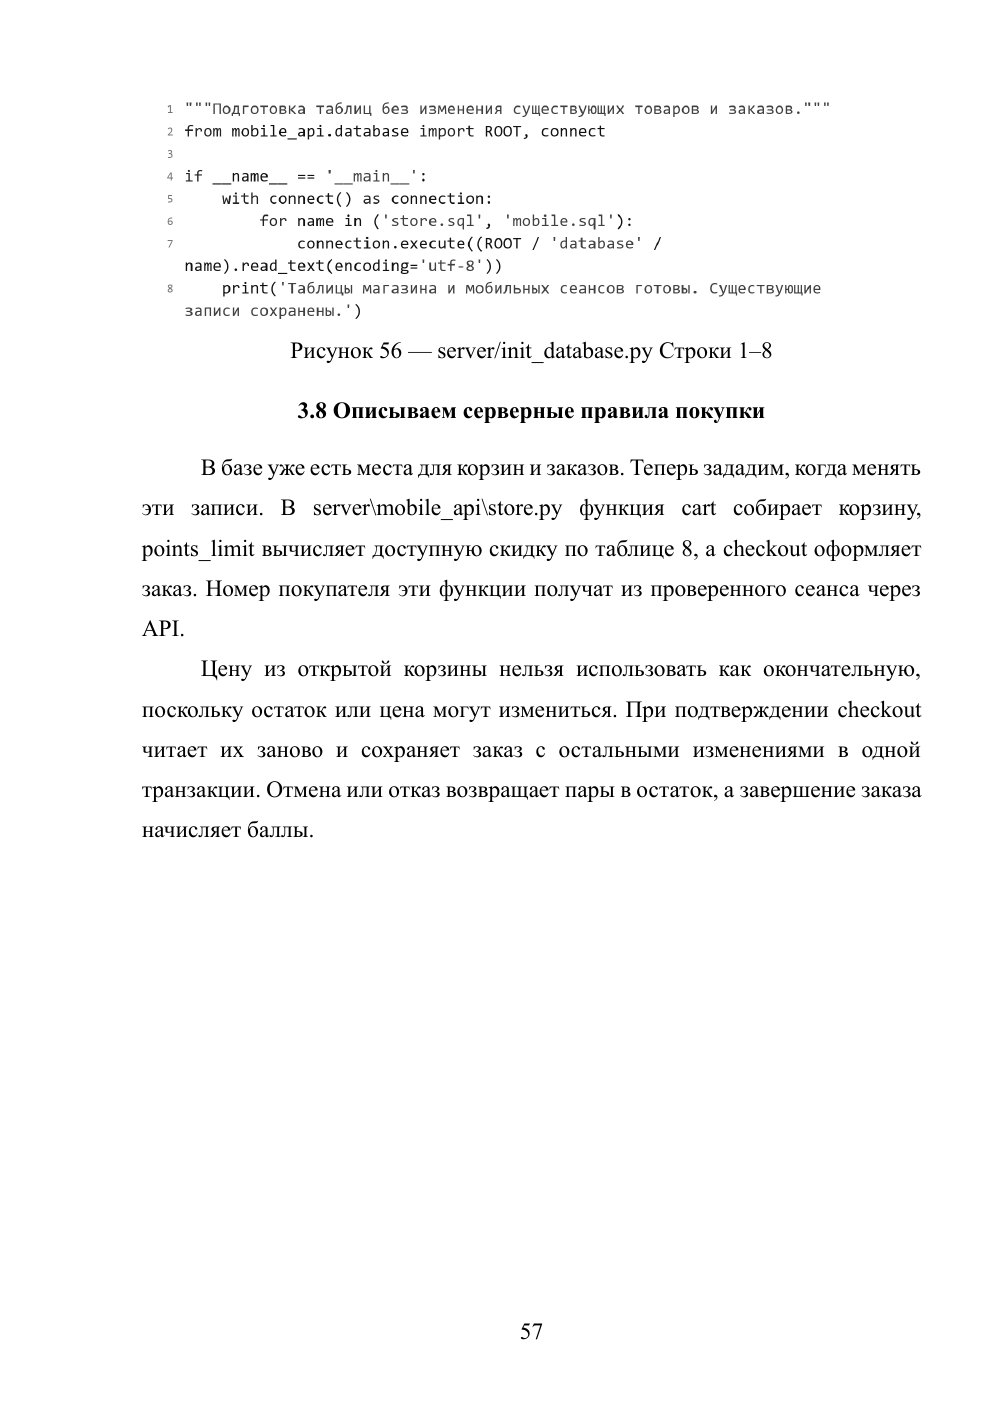 1 """Подготовка таблиц без изменения существующих товаров и заказов."""
2 from mobile_api.database import ROOT, connect
3
4 if __name__ == '__main__':
5     with connect() as connection:
6         for name in ('store.sql', 'mobile.sql'):
7             connection.execute((ROOT / 'database' /
name).read_text(encoding='utf-8'))
8     print('Таблицы магазина и мобильных сеансов готовы. Существующие
записи сохранены.')
Рисунок 56 — server/init_database.py Строки 1–8
3.8 Описываем серверные правила покупки
В базе уже есть места для корзин и заказов. Теперь зададим, когда менять
эти записи. В server\mobile_api\store.py функция cart собирает корзину,
points_limit вычисляет доступную скидку по таблице 8, а checkout оформляет
заказ. Номер покупателя эти функции получат из проверенного сеанса через
API.
Цену из открытой корзины нельзя использовать как окончательную,
поскольку остаток или цена могут измениться. При подтверждении checkout
читает их заново и сохраняет заказ с остальными изменениями в одной
транзакции. Отмена или отказ возвращает пары в остаток, а завершение заказа
начисляет баллы.
57